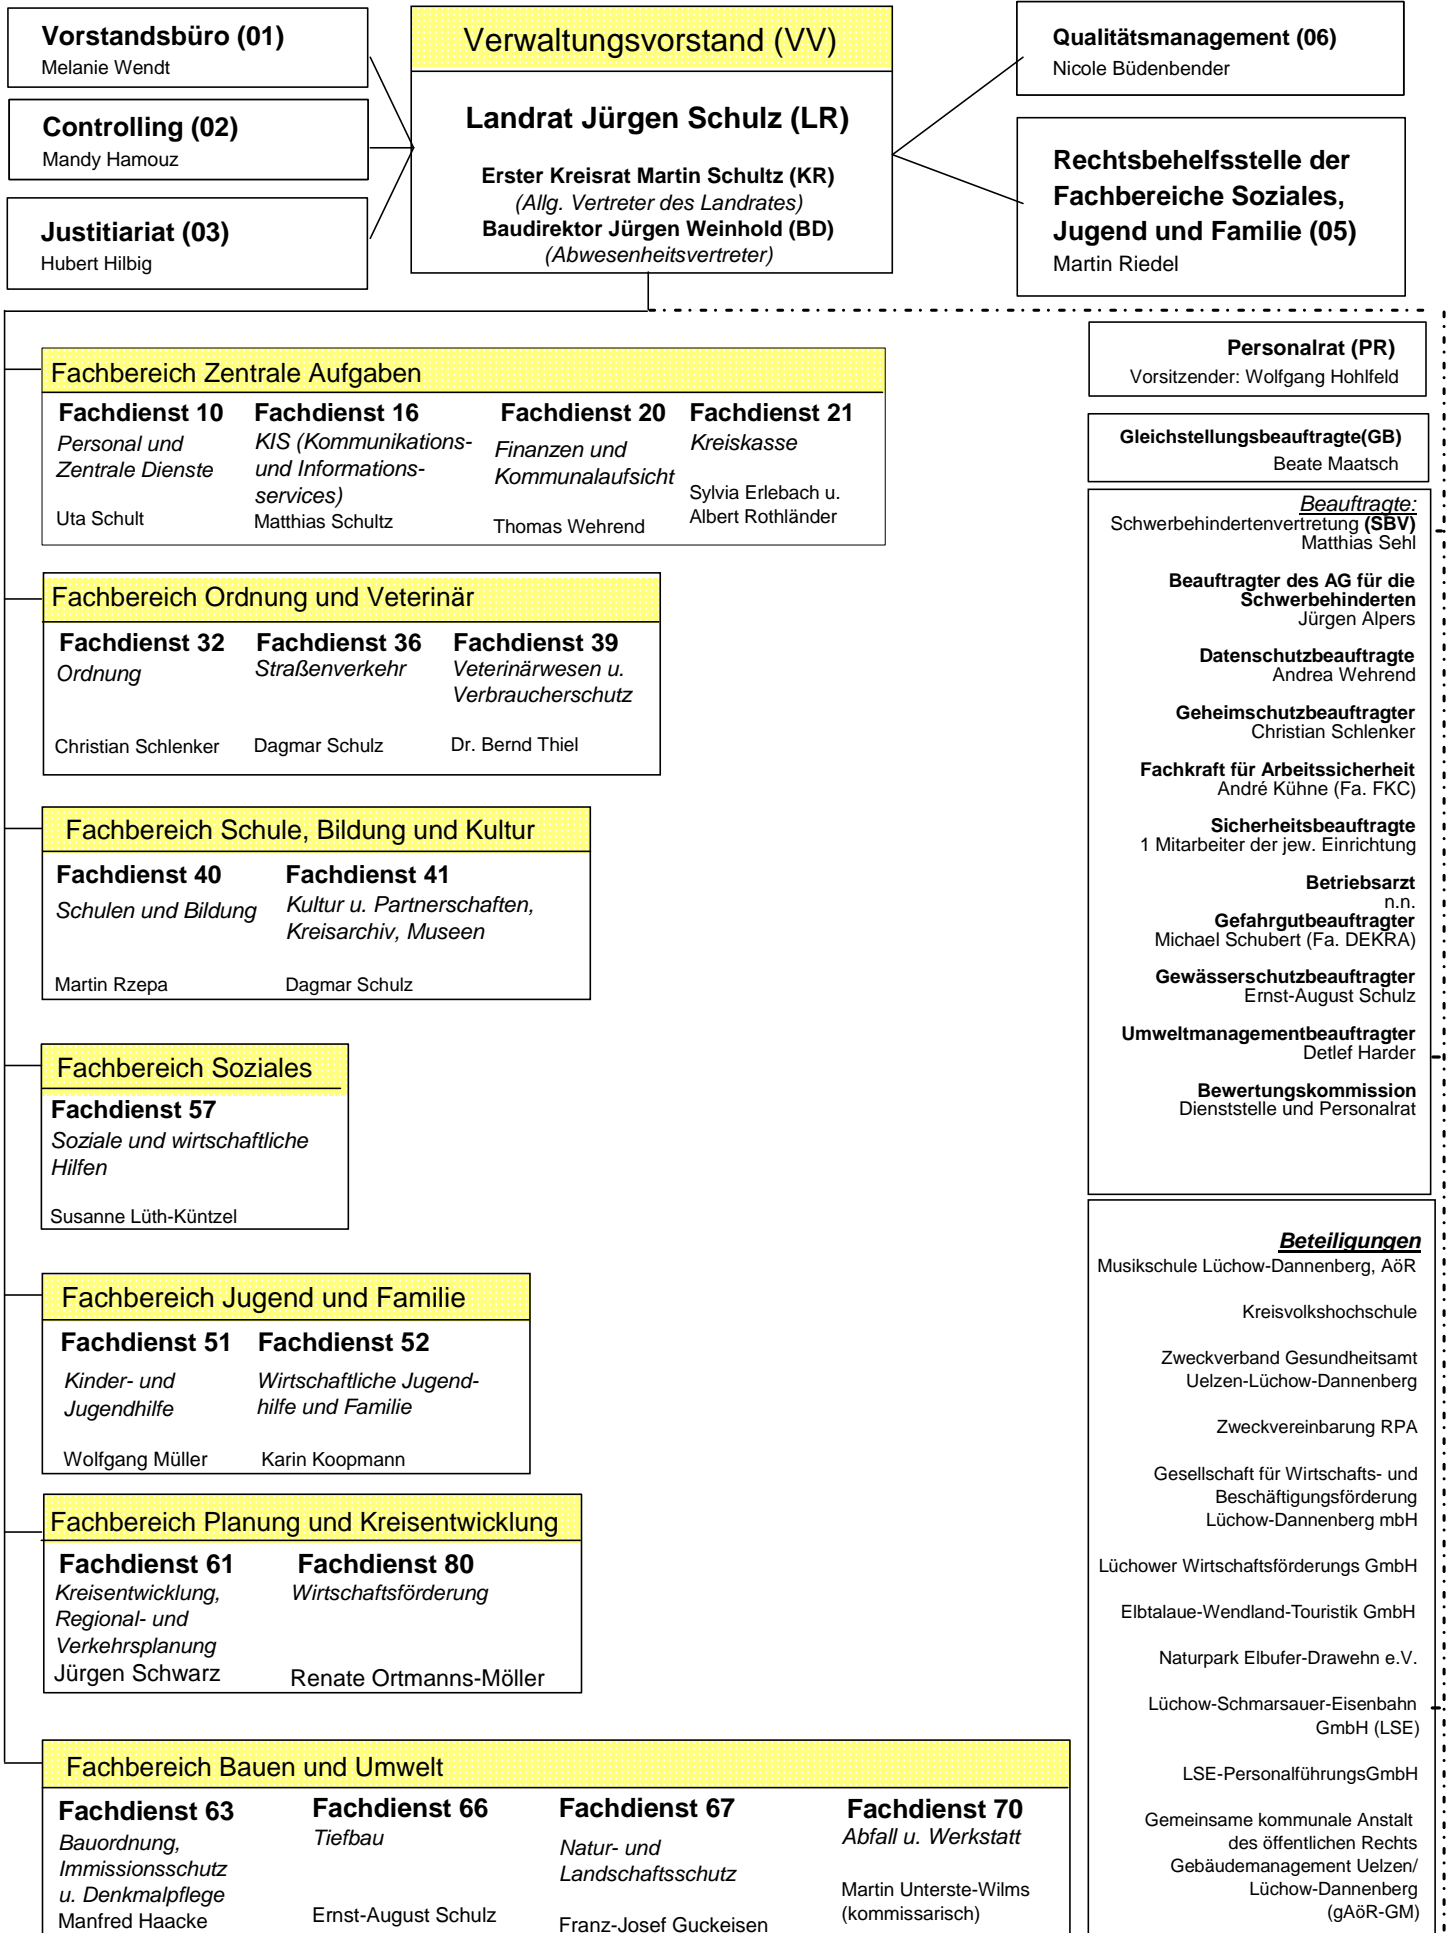 Vorstandsbüro (01)
Melanie Wendt
Controlling (02)
Mandy Hamouz
Justitiariat (03)
Hubert Hilbig
Verwaltungsvorstand (VV)
Landrat Jürgen Schulz (LR)
Erster Kreisrat Martin Schultz (KR)
(Allg. Vertreter des Landrates)
Baudirektor Jürgen Weinhold (BD)
(Abwesenheitsvertreter)
Qualitätsmanagement (06)
Nicole Büdenbender
Rechtsbehelfsstelle der
Fachbereiche Soziales,
Jugend und Familie (05)
Martin Riedel
Fachbereich Zentrale Aufgaben
Fachdienst 10
Personal und
Zentrale Dienste
Uta Schult
Fachdienst 16
KIS (Kommunikations-
und Informations-
services)
Matthias Schultz
Fachdienst 20
Finanzen und
Kommunalaufsicht
Thomas Wehrend
Fachdienst 21
Kreiskasse
Sylvia Erlebach u.
Albert Rothländer
Fachbereich Ordnung und Veterinär
Fachdienst 32
Ordnung
Christian Schlenker
Fachdienst 36
Straßenverkehr
Dagmar Schulz
Fachdienst 39
Veterinärwesen u.
Verbraucherschutz
Dr. Bernd Thiel
Fachbereich Schule, Bildung und Kultur
Fachdienst 40
Schulen und Bildung
Martin Rzepa
Fachdienst 41
Kultur u. Partnerschaften,
Kreisarchiv, Museen
Dagmar Schulz
Fachbereich Soziales
Fachdienst 57
Soziale und wirtschaftliche
Hilfen
Susanne Lüth-Küntzel
Fachbereich Jugend und Familie
Fachdienst 51
Kinder- und
Jugendhilfe
Wolfgang Müller
Fachdienst 52
Wirtschaftliche Jugend-
hilfe und Familie
Karin Koopmann
Fachbereich Planung und Kreisentwicklung
Fachdienst 61
Kreisentwicklung,
Regional- und
Verkehrsplanung
Jürgen Schwarz
Fachdienst 80
Wirtschaftsförderung
Renate Ortmanns-Möller
Fachbereich Bauen und Umwelt
Fachdienst 63
Bauordnung,
Immissionsschutz
u. Denkmalpflege
Manfred Haacke
Fachdienst 66
Tiefbau
Ernst-August Schulz
Fachdienst 67
Natur- und
Landschaftsschutz
Franz-Josef Guckeisen
Fachdienst 70
Abfall u. Werkstatt
Martin Unterste-Wilms
(kommissarisch)
Personalrat (PR)
Vorsitzender: Wolfgang Hohlfeld
Gleichstellungsbeauftragte(GB)
Beate Maatsch
Beauftragte:
Schwerbehindertenvertretung (SBV)
Matthias Sehl
Beauftragter des AG für die
Schwerbehinderten
Jürgen Alpers
Datenschutzbeauftragte
Andrea Wehrend
Geheimschutzbeauftragter
Christian Schlenker
Fachkraft für Arbeitssicherheit
André Kühne (Fa. FKC)
Sicherheitsbeauftragte
1 Mitarbeiter der jew. Einrichtung
Betriebsarzt
n.n.
Gefahrgutbeauftragter
Michael Schubert (Fa. DEKRA)
Gewässerschutzbeauftragter
Ernst-August Schulz
Umweltmanagementbeauftragter
Detlef Harder
Bewertungskommission
Dienststelle und Personalrat
Beteiligungen
Musikschule Lüchow-Dannenberg, AöR
Kreisvolkshochschule
Zweckverband Gesundheitsamt
Uelzen-Lüchow-Dannenberg
Zweckvereinbarung RPA
Gesellschaft für Wirtschafts- und
Beschäftigungsförderung
Lüchow-Dannenberg mbH
Lüchower Wirtschaftsförderungs GmbH
Elbtalaue-Wendland-Touristik GmbH
Naturpark Elbufer-Drawehn e.V.
Lüchow-Schmarsauer-Eisenbahn
GmbH (LSE)
LSE-PersonalführungsGmbH
Gemeinsame kommunale Anstalt
des öffentlichen Rechts
Gebäudemanagement Uelzen/
Lüchow-Dannenberg
(gAöR-GM)